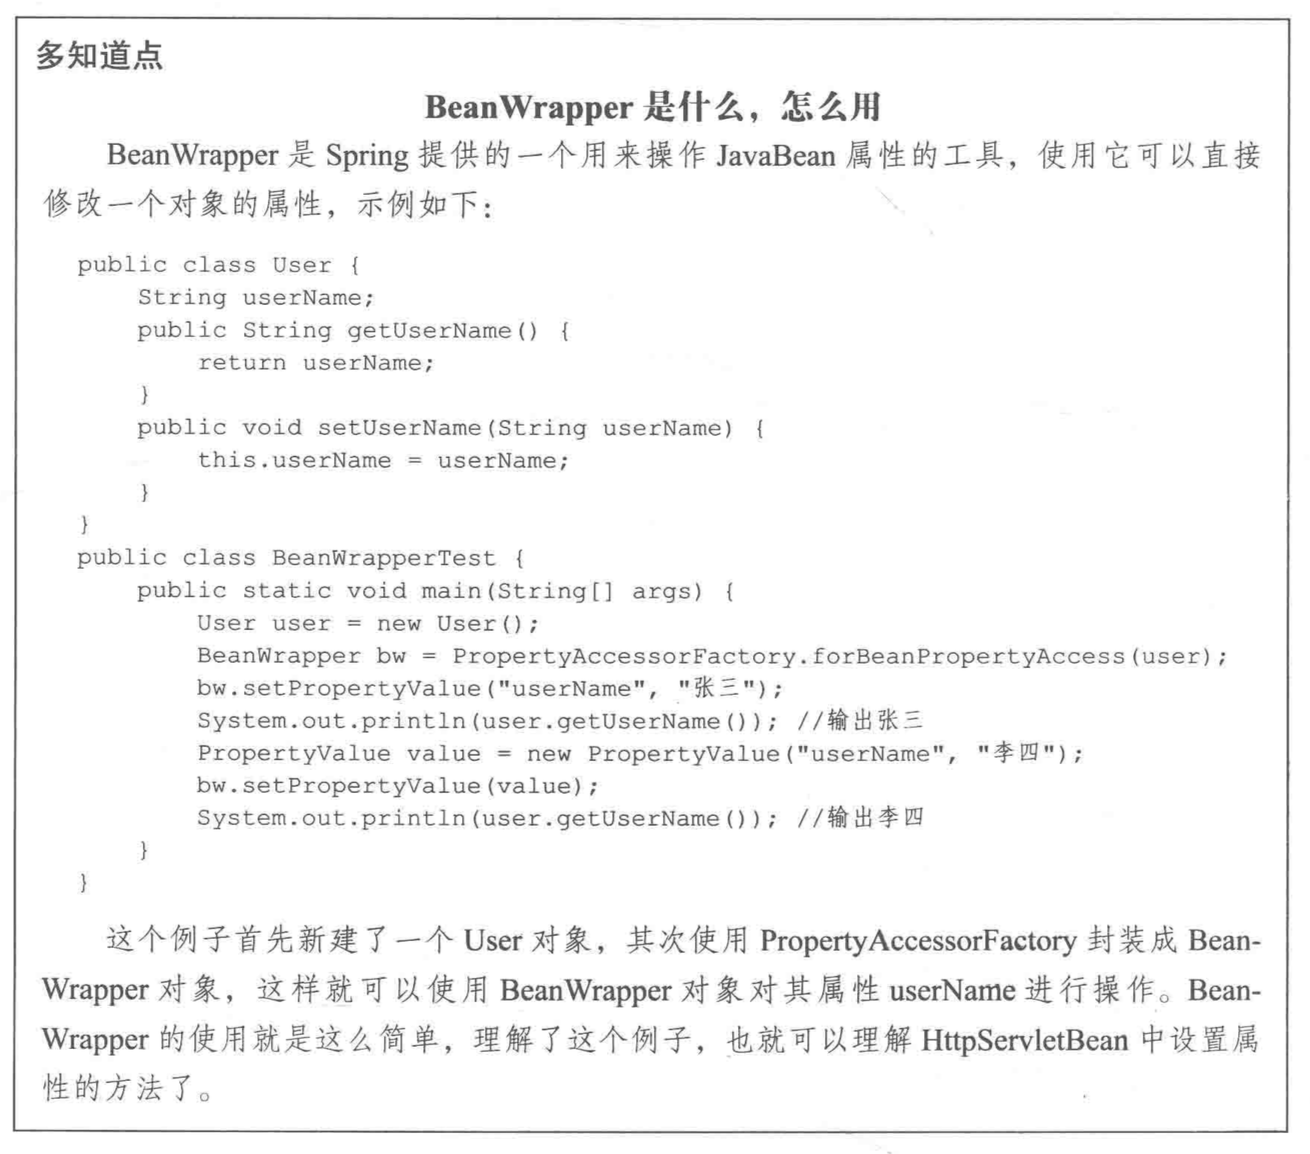 多知道点
BeanWrapper 是什么，怎么用
BeanWrapper 是 Spring 提供的一个用来操作 JavaBean 属性的工具，使用它可以直接
修改一个对象的属性，示例如下：
public class User {
    String userName;
    public String getUserName() {
        return userName;
    }
    public void setUserName(String userName) {
        this.userName = userName;
    }
}
public class BeanWrapperTest {
    public static void main(String[] args) {
        User user = new User();
        BeanWrapper bw = PropertyAccessorFactory.forBeanPropertyAccess(user);
        bw.setPropertyValue("userName", "张三");
        System.out.println(user.getUserName()); //输出张三
        PropertyValue value = new PropertyValue("userName", "李四");
        bw.setPropertyValue(value);
        System.out.println(user.getUserName()); //输出李四
    }
}
这个例子首先新建了一个 User 对象，其次使用 PropertyAccessorFactory 封装成 Bean-
Wrapper 对象，这样就可以使用 BeanWrapper 对象对其属性 userName 进行操作。Bean-
Wrapper 的使用就是这么简单，理解了这个例子，也就可以理解 HttpServletBean 中设置属
性的方法了。